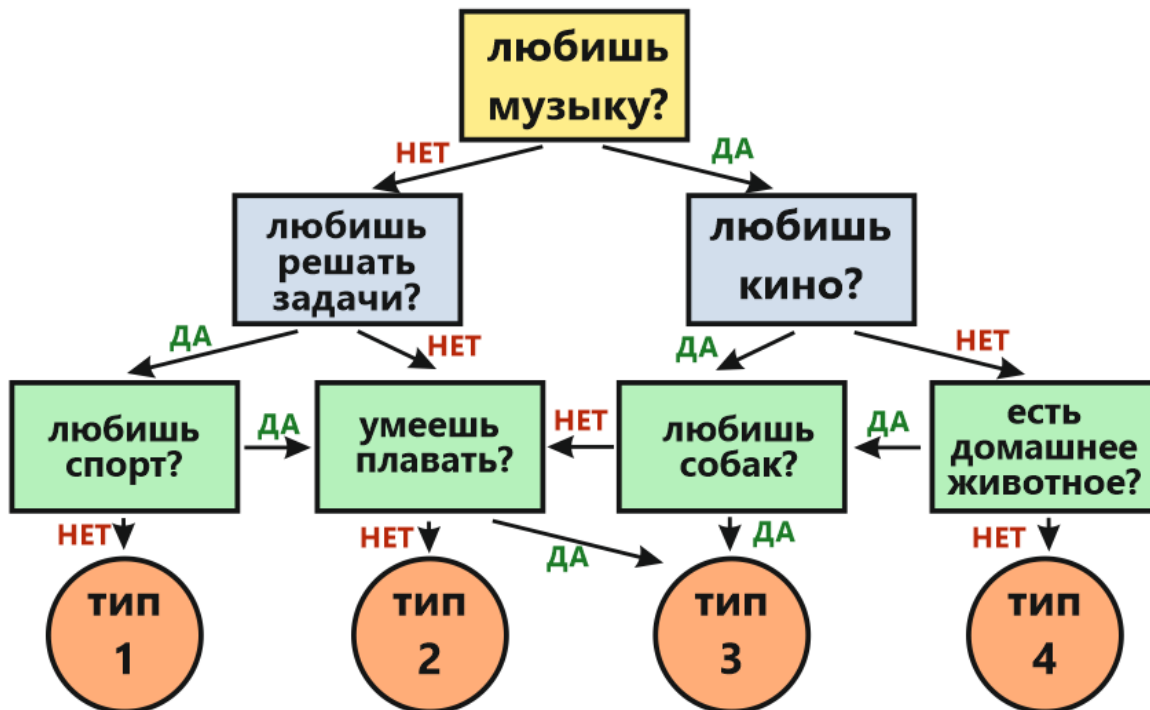 любишь
музыку?
НЕТ
ДА
любишь
решать
задачи?
любишь
кино?
ДА
НЕТ
ДА
НЕТ
любишь
спорт?
ДА
умеешь
плавать?
НЕТ
любишь
собак?
ДА
есть
домашнее
животное?
НЕТ
НЕТ
ДА
ДА
НЕТ
тип
1
тип
2
тип
3
тип
4